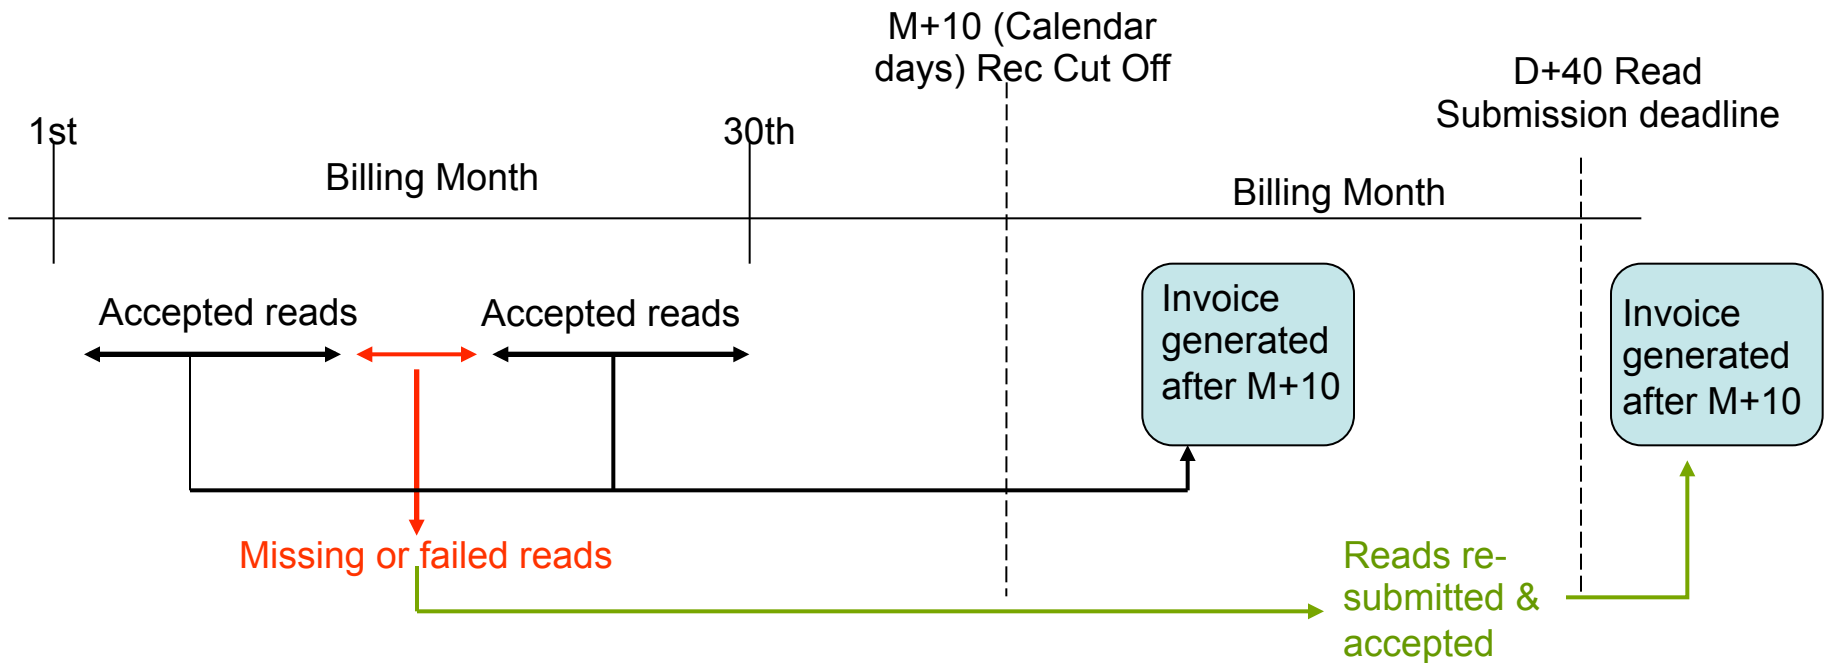 M+10 (Calendar
days) Rec Cut Off
D+40 Read
Submission deadline
1st
30th
Billing Month
Billing Month
Accepted reads
Accepted reads
Invoice
generated
after M+10
Invoice
generated
after M+10
Missing or failed reads
Reads re-
submitted &
accepted